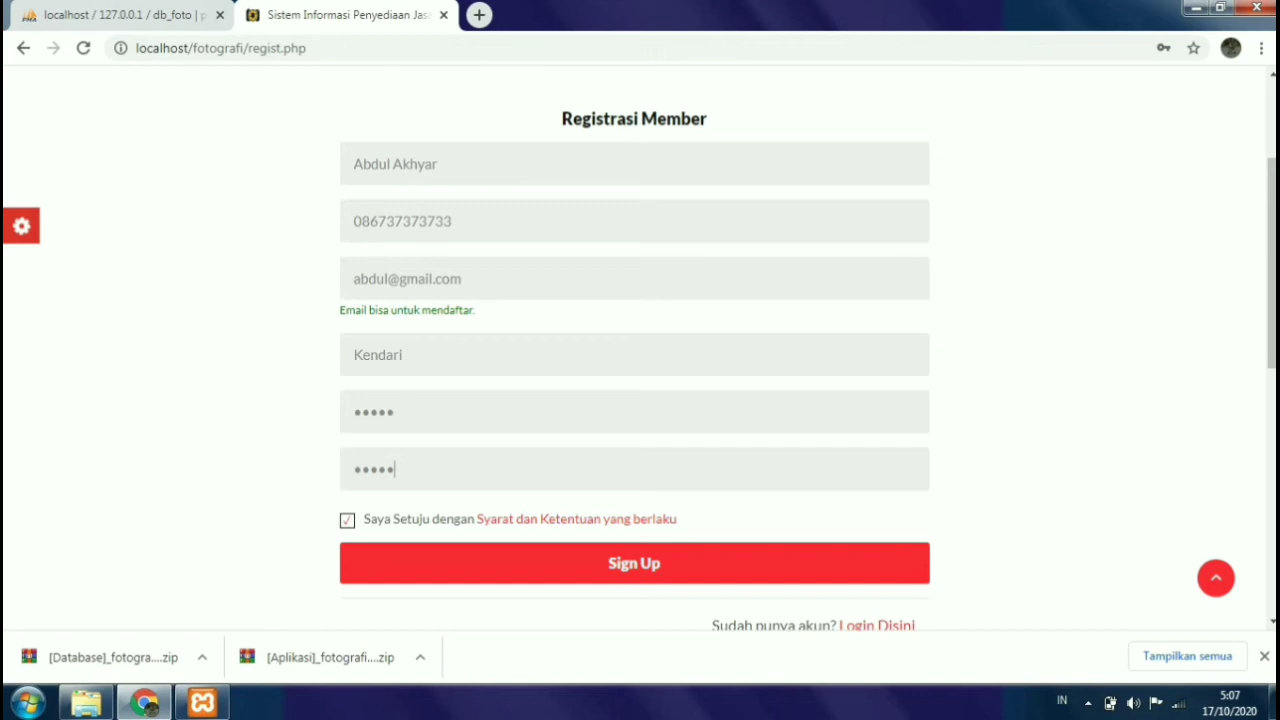 localhost / 127.0.0.1 / db_foto | p
Sistem Informasi Penyediaan Jasa
localhost/fotografi/regist.php
Registrasi Member
Abdul Akhyar
086737373733
abdul@gmail.com
Email bisa untuk mendaftar.
Kendari
•••••
•••••
Saya Setuju dengan Syarat dan Ketentuan yang berlaku
Sign Up
Sudah punya akun? Login Disini
[Database]_fotogra....zip
[Aplikasi]_fotografi....zip
Tampilkan semua
IN
5:07
17/10/2020